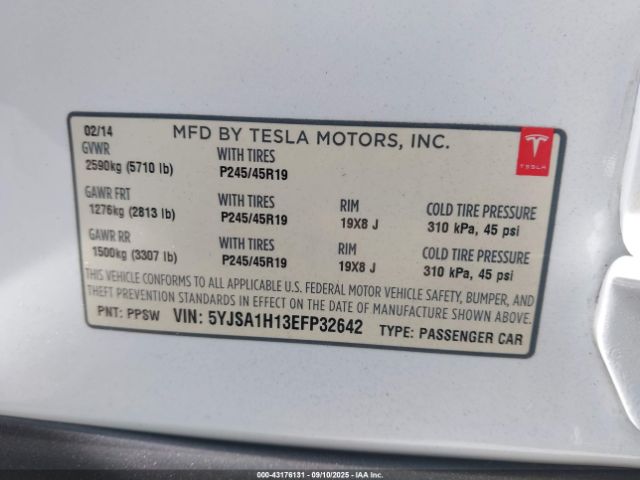 02/14 MFD BY TESLA MOTORS, INC.
GVWR WITH TIRES
2590kg (5710 lb) P245/45R19
TESLA
GAWR FRT WITH TIRES RIM COLD TIRE PRESSURE
1276kg (2813 lb) P245/45R19 19X8 J 310 kPa, 45 psi
GAWR RR WITH TIRES RIM COLD TIRE PRESSURE
1500kg (3307 lb) P245/45R19 19X8 J 310 kPa, 45 psi
THIS VEHICLE CONFORMS TO ALL APPLICABLE U.S. FEDERAL MOTOR VEHICLE SAFETY, BUMPER, AND
THEFT PREVENTION STANDARDS IN EFFECT ON THE DATE OF MANUFACTURE SHOWN ABOVE.
PNT: PPSW VIN: 5YJSA1H13EFP32642 TYPE: PASSENGER CAR
000-43176131 - 09/10/2025 - IAA Inc.